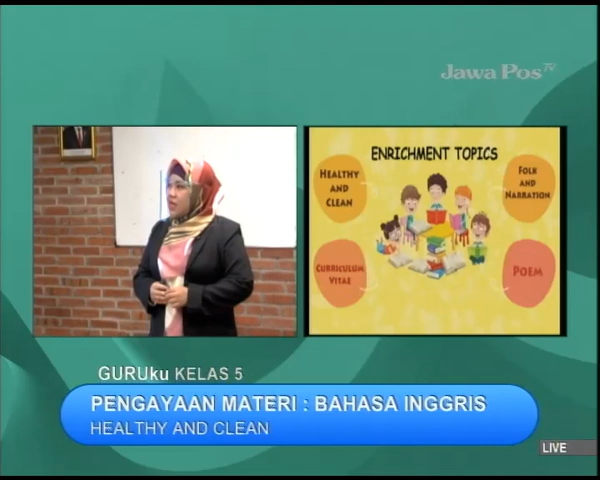 Jawa Pos TV
ENRICHMENT TOPICS
HEALTHY
AND
CLEAN
FOLK
AND
NARRATION
CURRICULUM
VITAE
POEM
GURUku KELAS 5
PENGAYAAN MATERI : BAHASA INGGRIS
HEALTHY AND CLEAN
LIVE